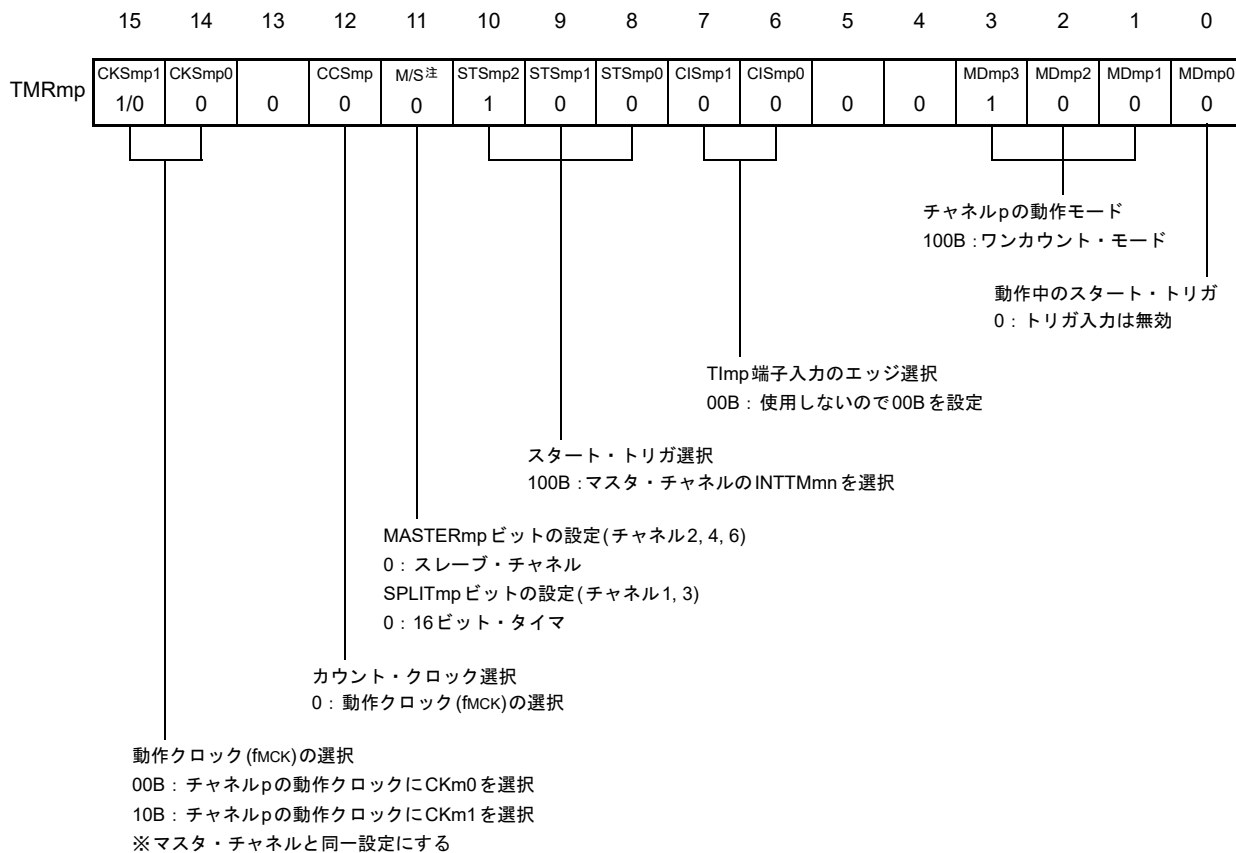 15 14 13 12 11 10 9 8 7 6 5 4 3 2 1 0
TMRmp
CKSmp1 CKSmp0 CCSmp M/S注 STSmp2 STSmp1 STSmp0 CISmp1 CISmp0 MDmp3 MDmp2 MDmp1 MDmp0
1/0 0 0 0 0 1 0 0 0 0 0 0 1 0 0 0
チャネルpの動作モード
100B：ワンカウント・モード
動作中のスタート・トリガ
0：トリガ入力は無効
TImp端子入力のエッジ選択
00B：使用しないので00Bを設定
スタート・トリガ選択
100B：マスタ・チャネルのINTTMmnを選択
MASTERmpビットの設定(チャネル2, 4, 6)
0：スレーブ・チャネル
SPLITmpビットの設定(チャネル1, 3)
0：16ビット・タイマ
カウント・クロック選択
0：動作クロック(fMCK)の選択
動作クロック(fMCK)の選択
00B：チャネルpの動作クロックにCKm0を選択
10B：チャネルpの動作クロックにCKm1を選択
※マスタ・チャネルと同一設定にする